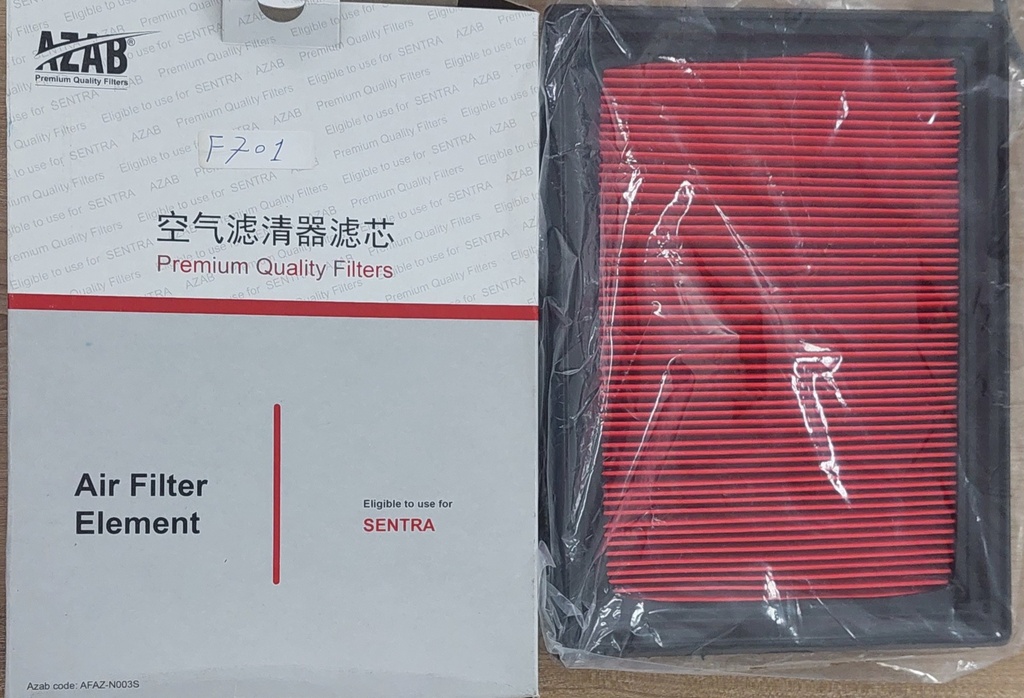 AZAB®
Premium Quality Filters
F701
空气滤清器滤芯
Premium Quality Filters
Air Filter
Element
Eligible to use for
SENTRA
Azab code: AFAZ-N003S